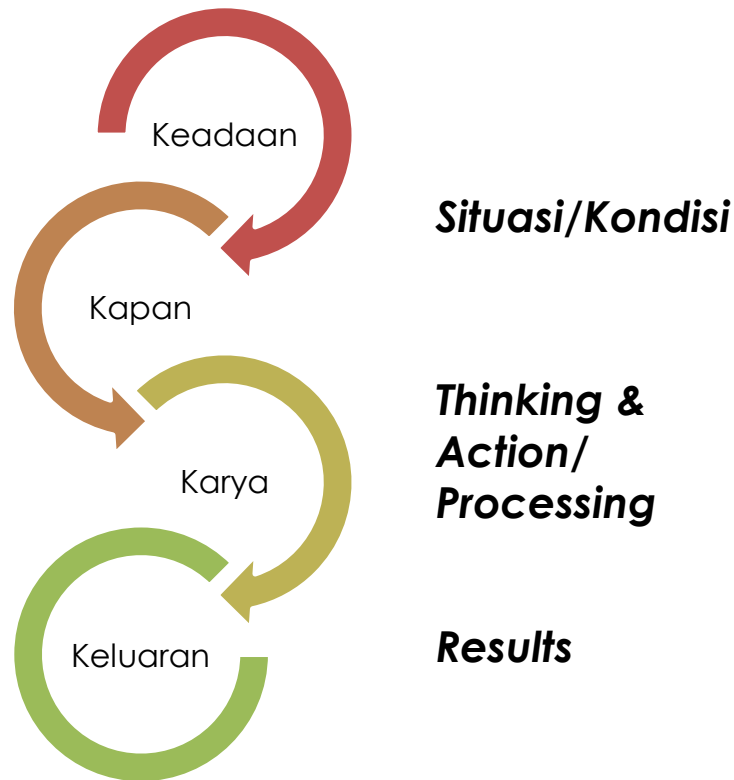 Keadaan
Situasi/Kondisi
Kapan
Thinking &
Action/
Processing
Karya
Keluaran
Results